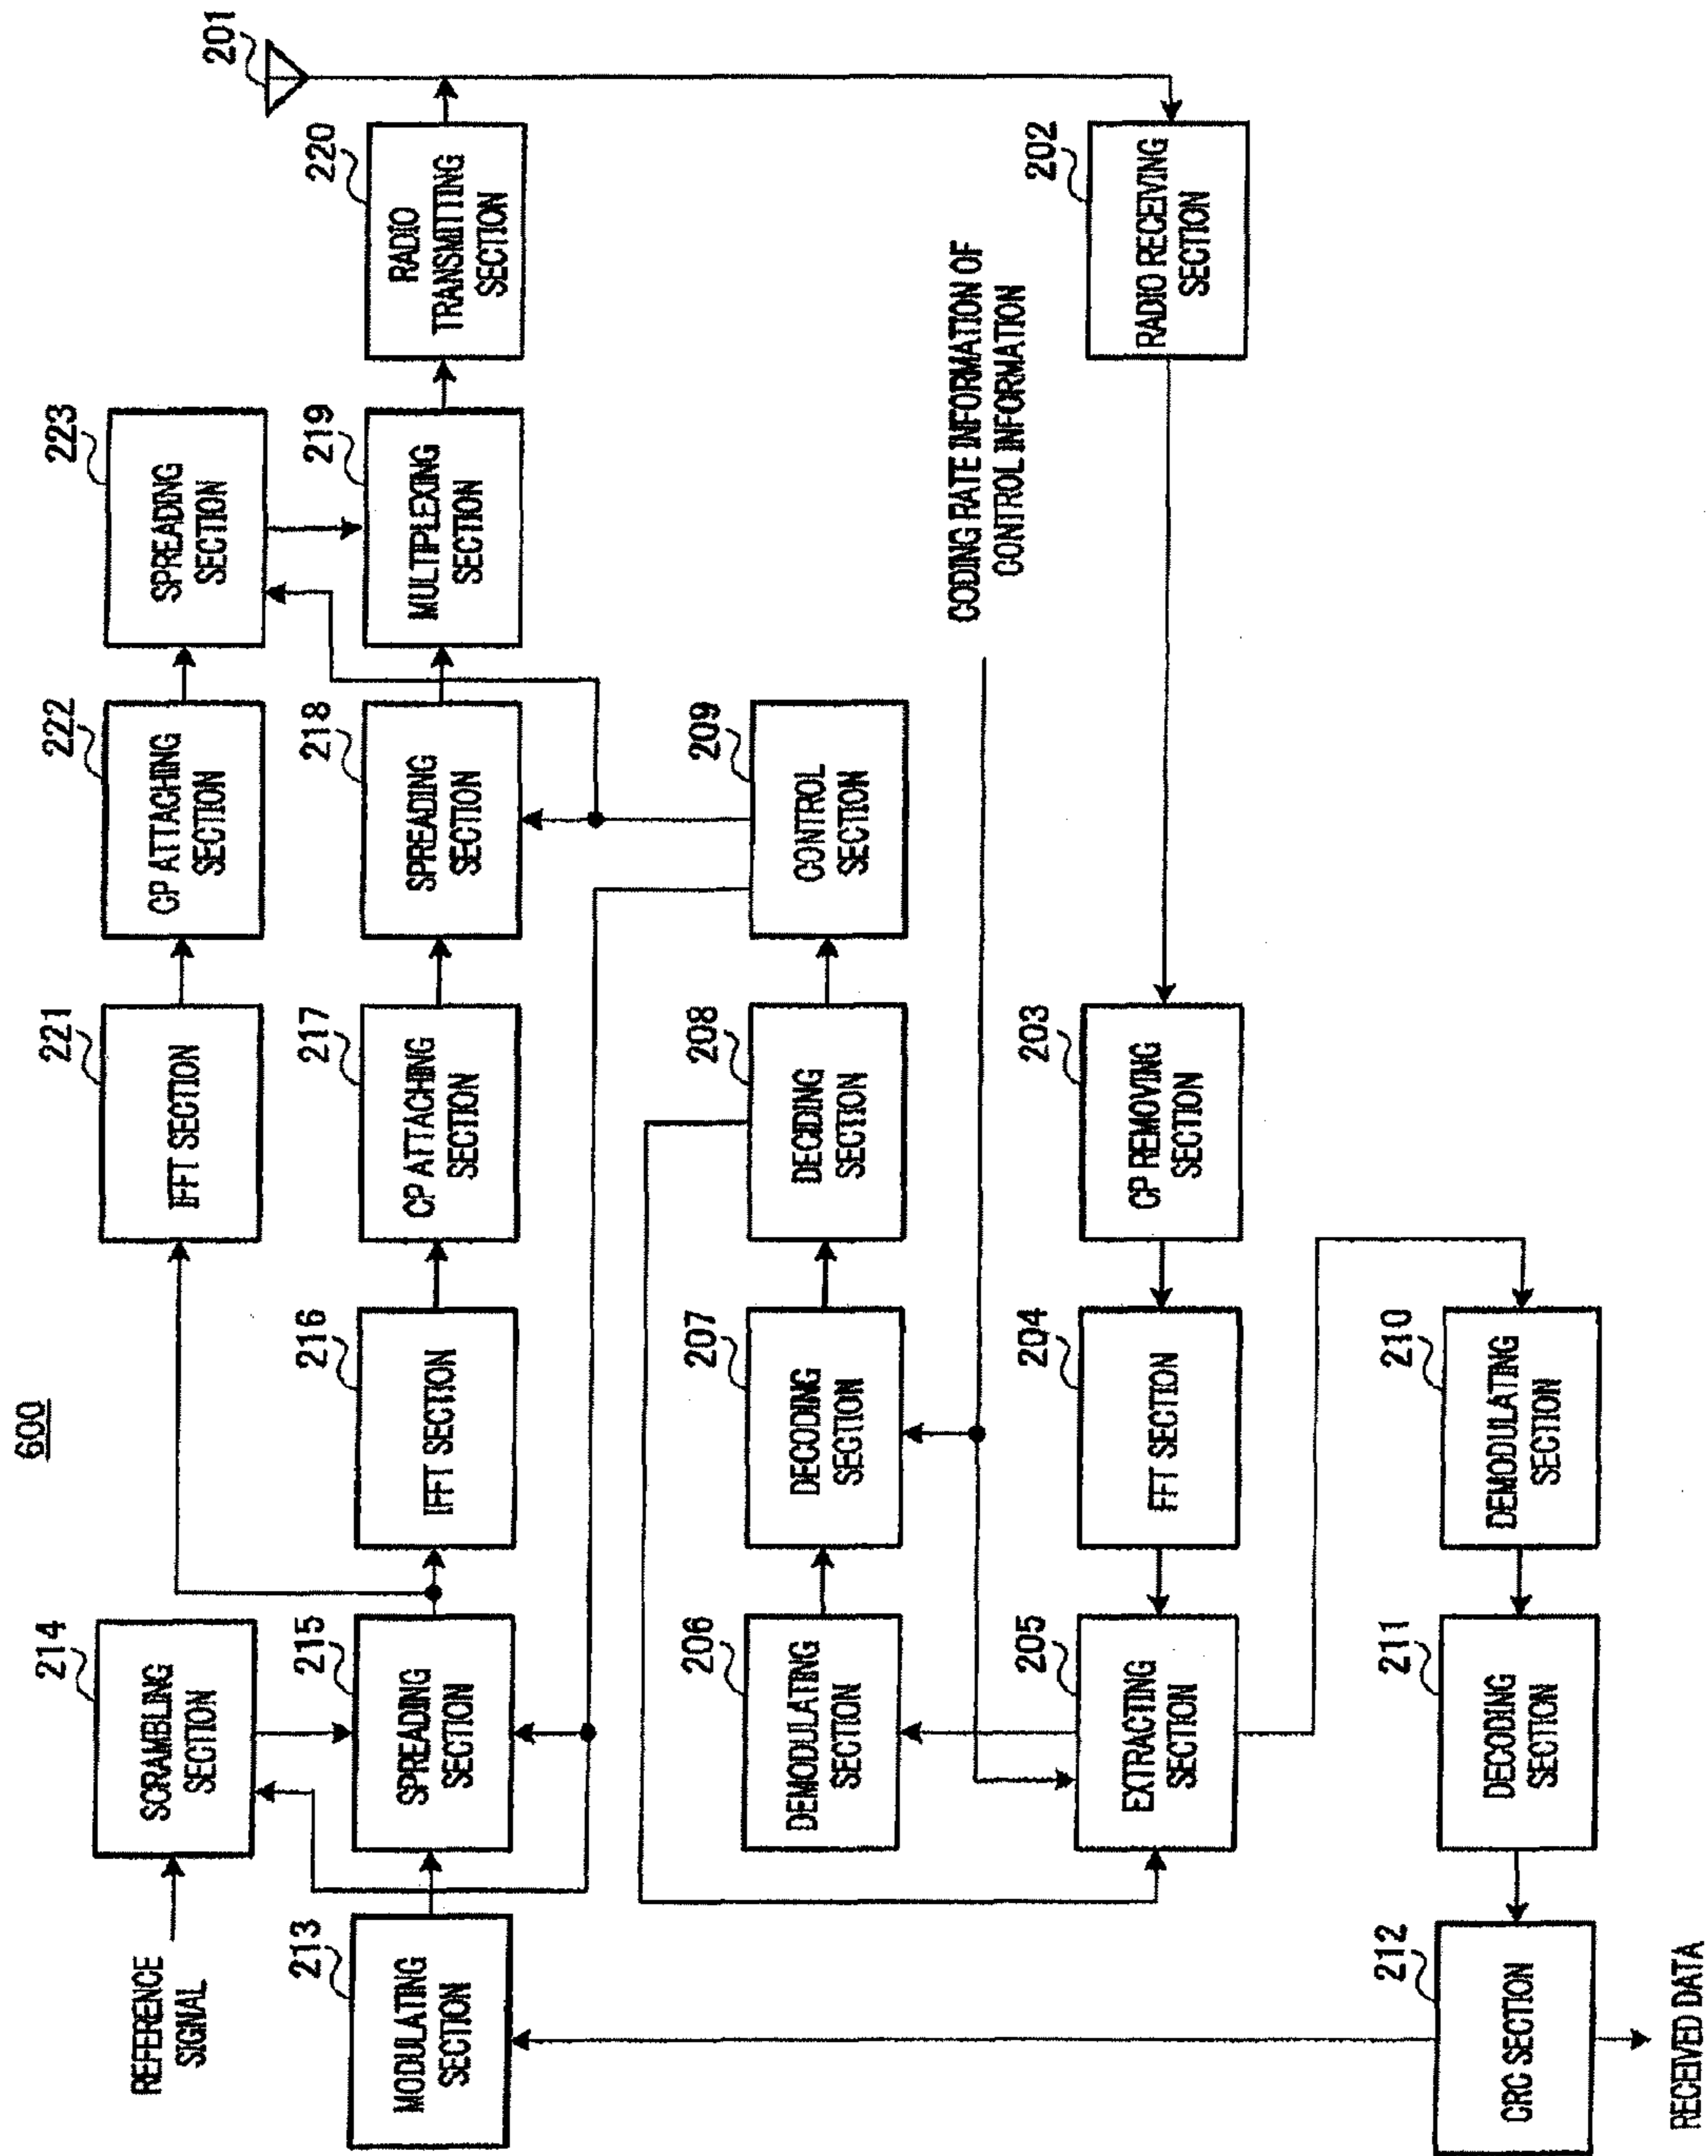 600
REFERENCE
SIGNAL
214
SCRAMBLING
SECTION
221
IFFT SECTION
222
CP ATTACHING
SECTION
223
SPREADING
SECTION
201
213
MODULATING
SECTION
215
SPREADING
SECTION
216
IFFT SECTION
217
CP ATTACHING
SECTION
218
SPREADING
SECTION
219
MULTIPLEXING
SECTION
220
RADIO
TRANSMITTING
SECTION
206
DEMODULATING
SECTION
207
DECODING
SECTION
208
DECIDING
SECTION
209
CONTROL
SECTION
CODING RATE INFORMATION OF
CONTROL INFORMATION
205
EXTRACTING
SECTION
204
FFT SECTION
203
CP REMOVING
SECTION
202
RADIO RECEIVING
SECTION
212
CRC SECTION
211
DECODING
SECTION
210
DEMODULATING
SECTION
RECEIVED DATA